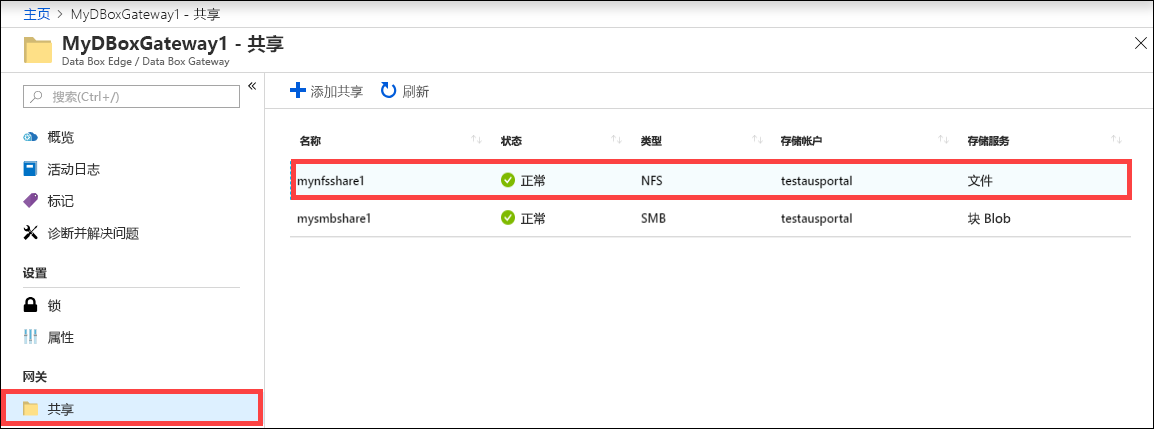 主页 > MyDBoxGateway1 - 共享
MyDBoxGateway1 - 共享
Data Box Edge / Data Box Gateway
搜索(Ctrl+/)
概览
活动日志
标记
诊断并解决问题
设置
锁
属性
网关
共享
添加共享 刷新
名称 状态 类型 存储帐户 存储服务
mynfsshare1 正常 NFS testausportal 文件
mysmbshare1 正常 SMB testausportal 块 Blob